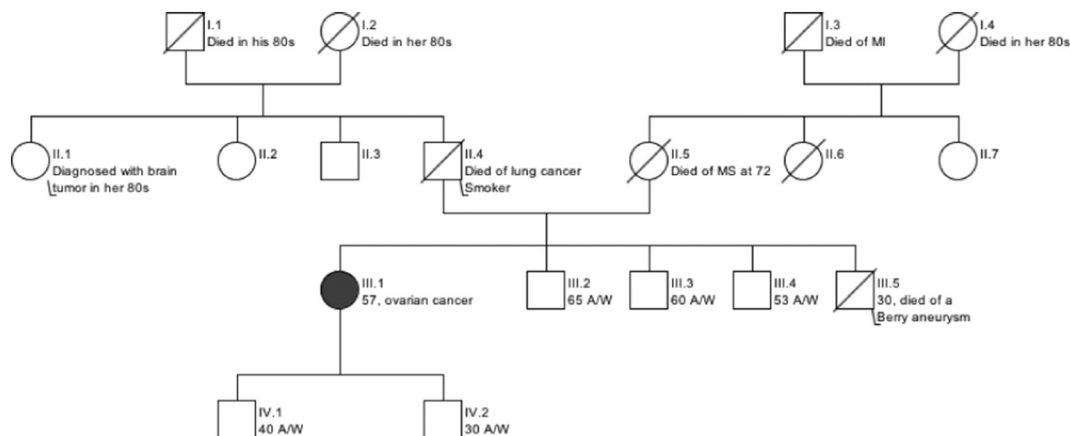 I.1
Died in his 80s
I.2
Died in her 80s
I.3
Died of MI
I.4
Died in her 80s
II.1
Diagnosed with brain
tumor in her 80s
II.2
II.3
II.4
Died of lung cancer
Smoker
II.5
Died of MS at 72
II.6
II.7
III.1
57, ovarian cancer
III.2
65 A/W
III.3
60 A/W
III.4
53 A/W
III.5
30, died of a
Berry aneurysm
IV.1
40 A/W
IV.2
30 A/W